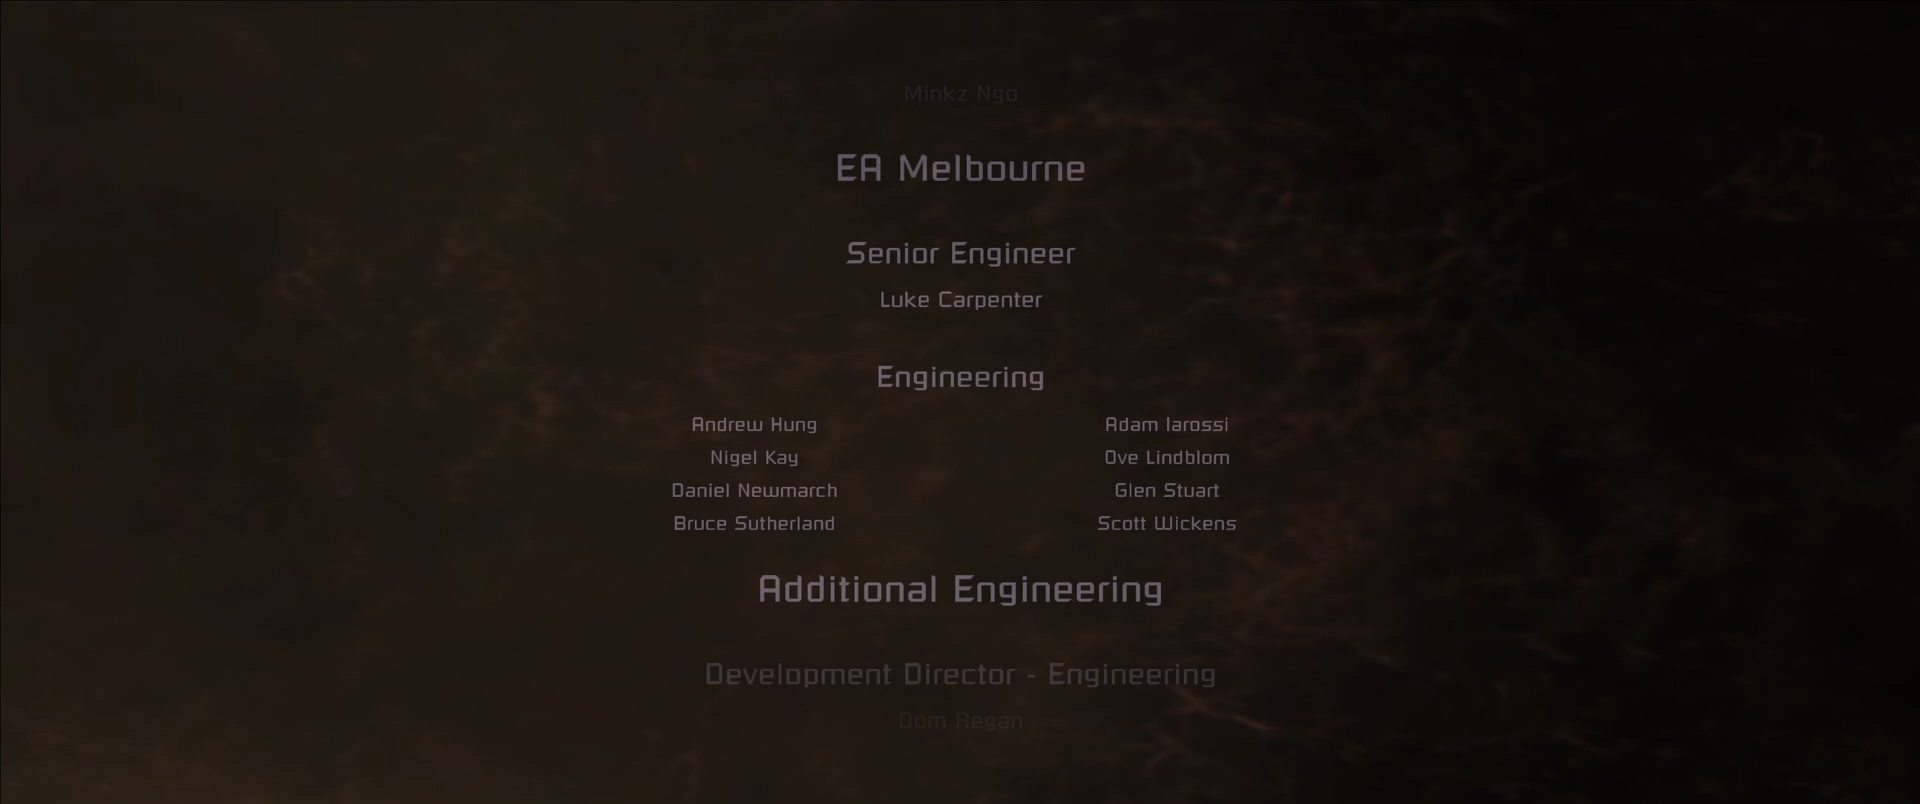 Minkz Ngo
EA Melbourne
Senior Engineer
Luke Carpenter
Engineering
Andrew Hung Adam Iarossi
Nigel Kay Ove Lindblom
Daniel Newmarch Glen Stuart
Bruce Sutherland Scott Wickens
Additional Engineering
Development Director - Engineering
Dom Regan